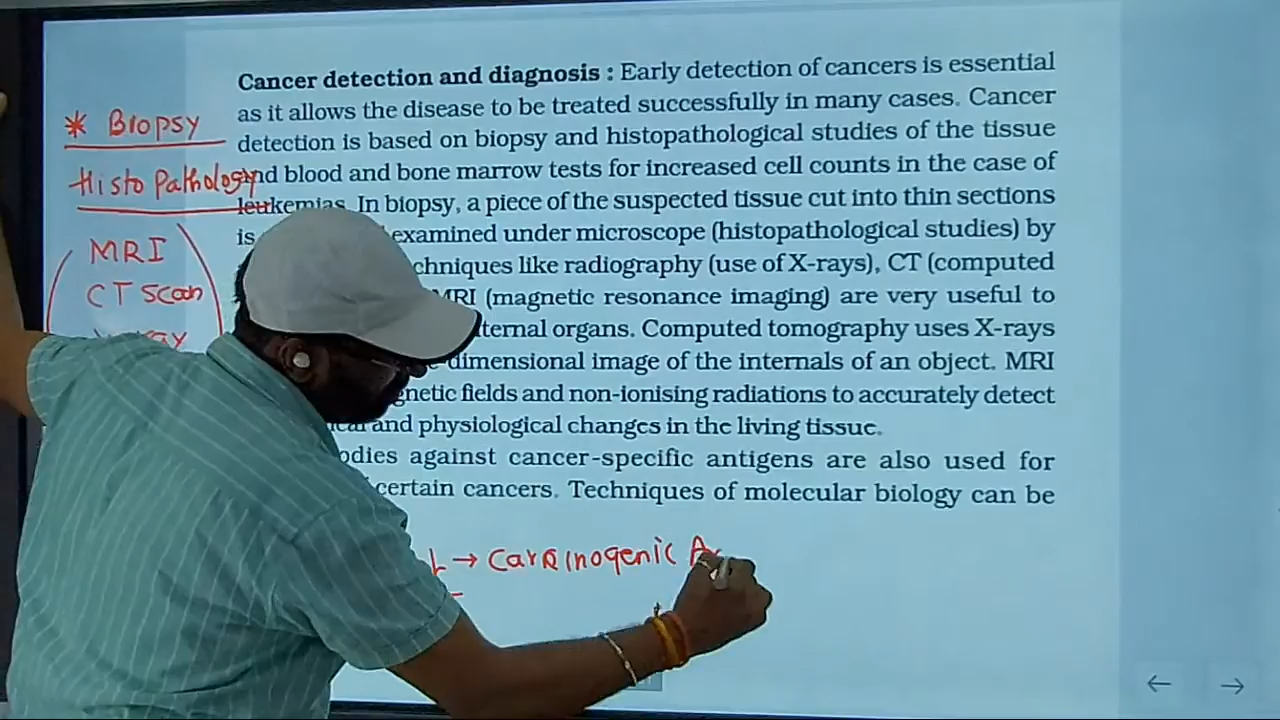 Cancer detection and diagnosis : Early detection of cancers is essential
as it allows the disease to be treated successfully in many cases. Cancer
detection is based on biopsy and histopathological studies of the tissue
and blood and bone marrow tests for increased cell counts in the case of
leukemias. In biopsy, a piece of the suspected tissue cut into thin sections
is examined under microscope (histopathological studies) by
chniques like radiography (use of X-rays), CT (computed
MRI (magnetic resonance imaging) are very useful to
ternal organs. Computed tomography uses X-rays
dimensional image of the internals of an object. MRI
gnetic fields and non-ionising radiations to accurately detect
and physiological changes in the living tissue.
odies against cancer-specific antigens are also used for
certain cancers. Techniques of molecular biology can be
* Biopsy
Histo Pathology
MRI
CT Scan
→ Carcinogenic
← →